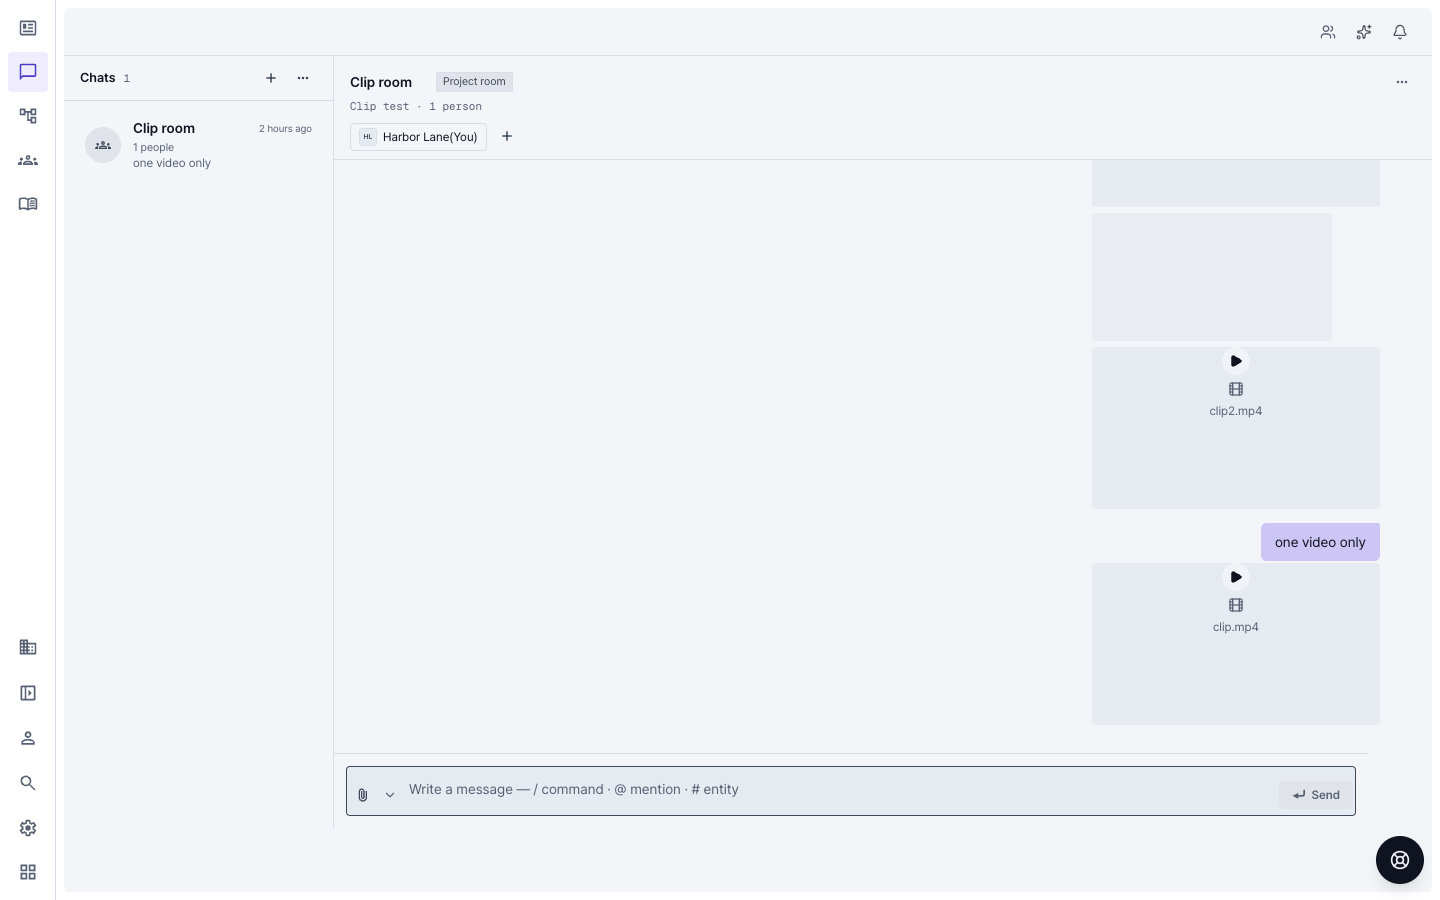 Chats 1
Clip room
2 hours ago
1 people
one video only
Clip room
Project room
Clip test · 1 person
HL Harbor Lane(You)
clip2.mp4
one video only
clip.mp4
Write a message — / command · @ mention · # entity
Send